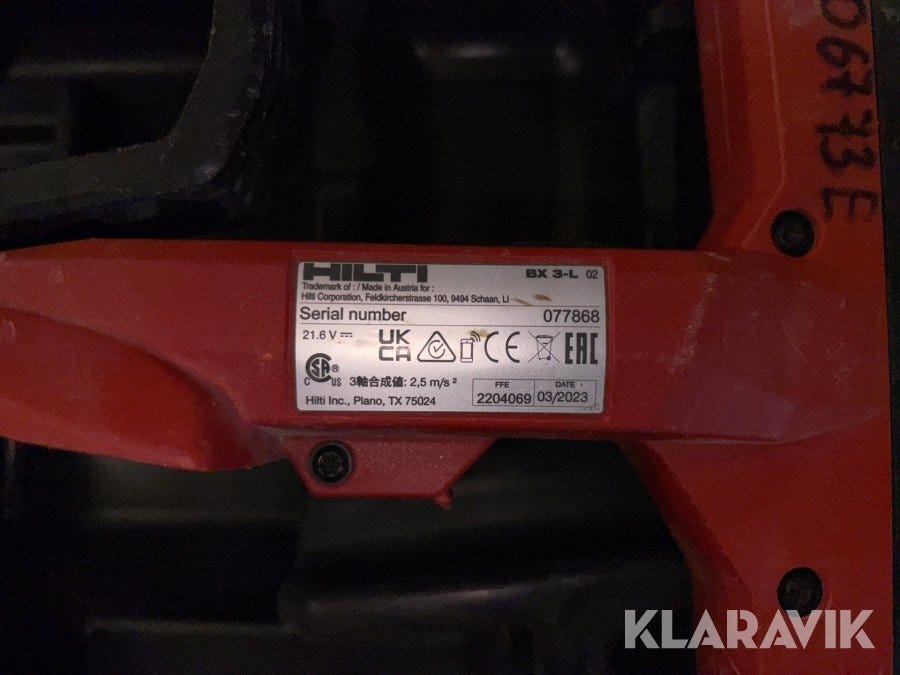 HILTI BX 3-L 02
Trademark of : / Made in Austria for :
Hilti Corporation, Feldkircherstrasse 100, 9494 Schaan, LI
Serial number 077868
21.6 V
UK
CA
CE
EAC
CSA®
C US
3軸合成値: 2,5 m/s²
FFE
2204069
DATE
03/2023
Hilti Inc., Plano, TX 75024
KLARAVIK